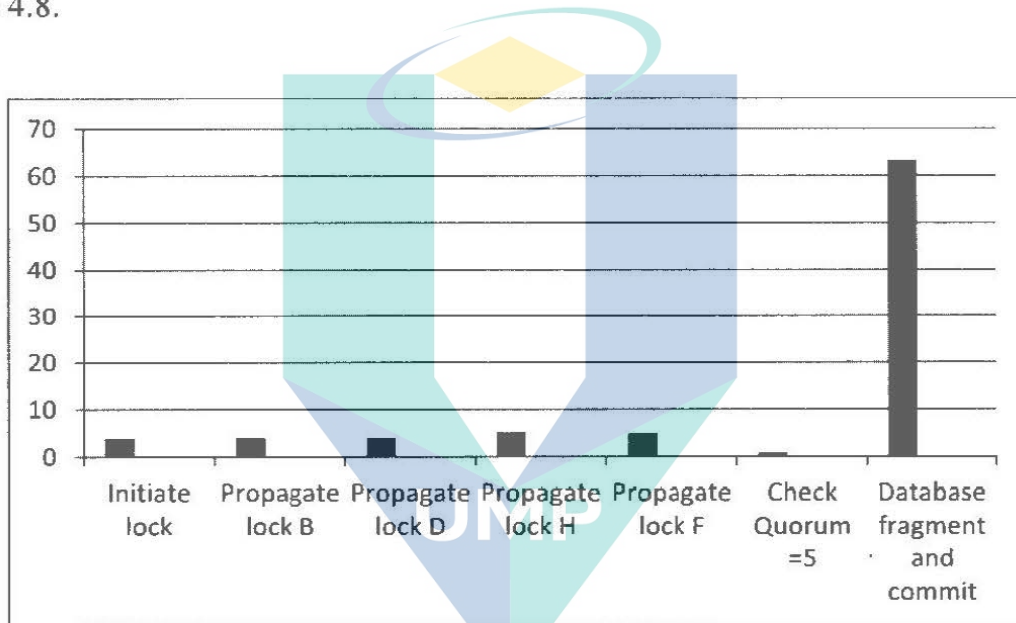 4.8.
70
60
50
40
30
20
10
0
Initiate lock
Propagate lock B
Propagate lock D
Propagate lock H
Propagate lock F
Check Quorum =5
Database fragment and commit
UMP